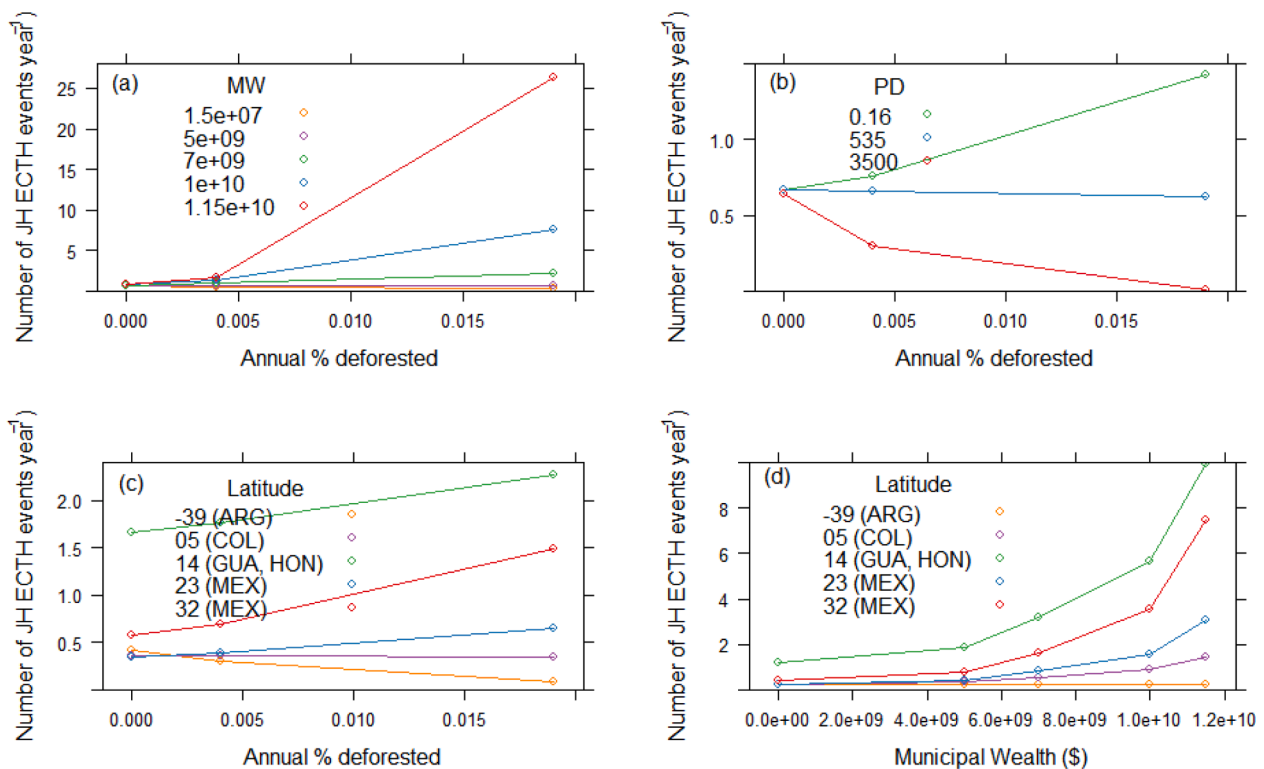 Number of JH ECTH events year⁻¹)
(a)
MW
1.5e+07
5e+09
7e+09
1e+10
1.15e+10
25
20
15
10
5
0.000 0.005 0.010 0.015
Annual % deforested
Number of JH ECTH events year⁻¹)
(b)
PD
0.16
535
3500
1.0
0.5
0.000 0.005 0.010 0.015
Annual % deforested
Number of JH ECTH events year⁻¹)
(c)
Latitude
-39 (ARG)
05 (COL)
14 (GUA, HON)
23 (MEX)
32 (MEX)
2.0
1.5
1.0
0.5
0.000 0.005 0.010 0.015
Annual % deforested
Number of JH ECTH events year⁻¹)
(d)
Latitude
-39 (ARG)
05 (COL)
14 (GUA, HON)
23 (MEX)
32 (MEX)
8
6
4
2
0.0e+00 2.0e+09 4.0e+09 6.0e+09 8.0e+09 1.0e+10 1.2e+10
Municipal Wealth ($)